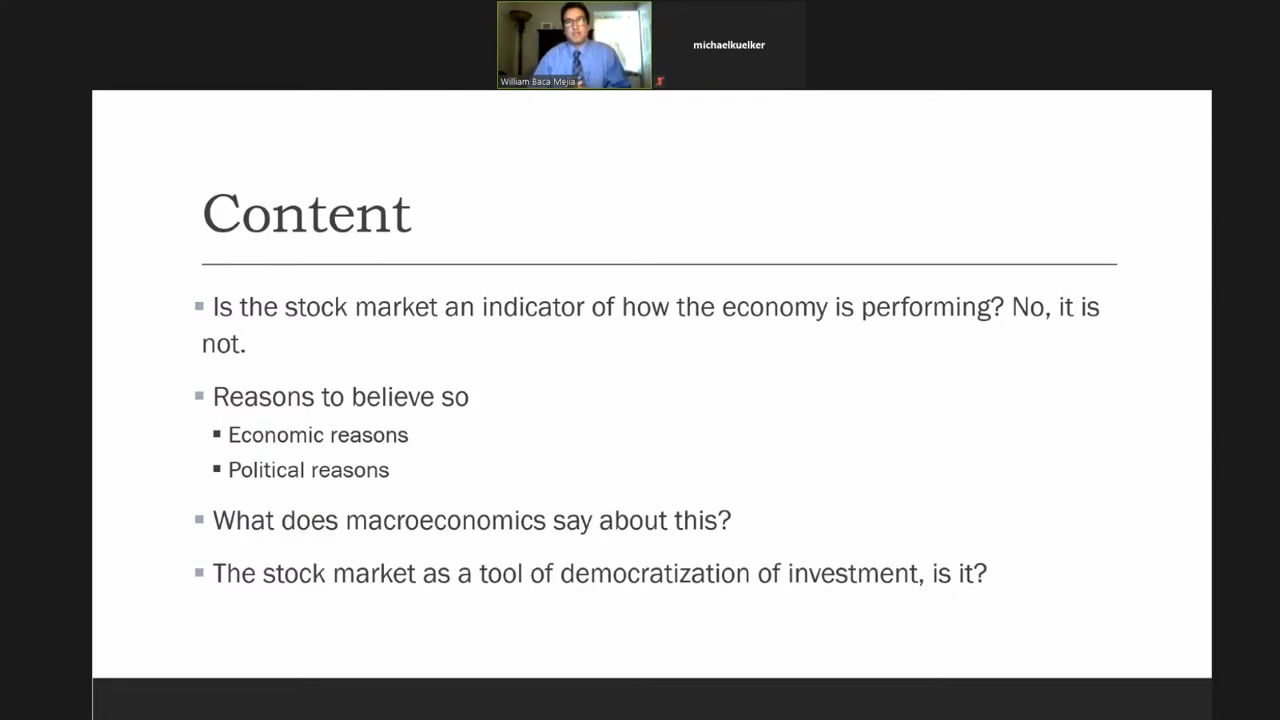 William Baca Mejia
michaelkuelker
Content
▪ Is the stock market an indicator of how the economy is performing? No, it is
not.
▪ Reasons to believe so
▪ Economic reasons
▪ Political reasons
▪ What does macroeconomics say about this?
▪ The stock market as a tool of democratization of investment, is it?